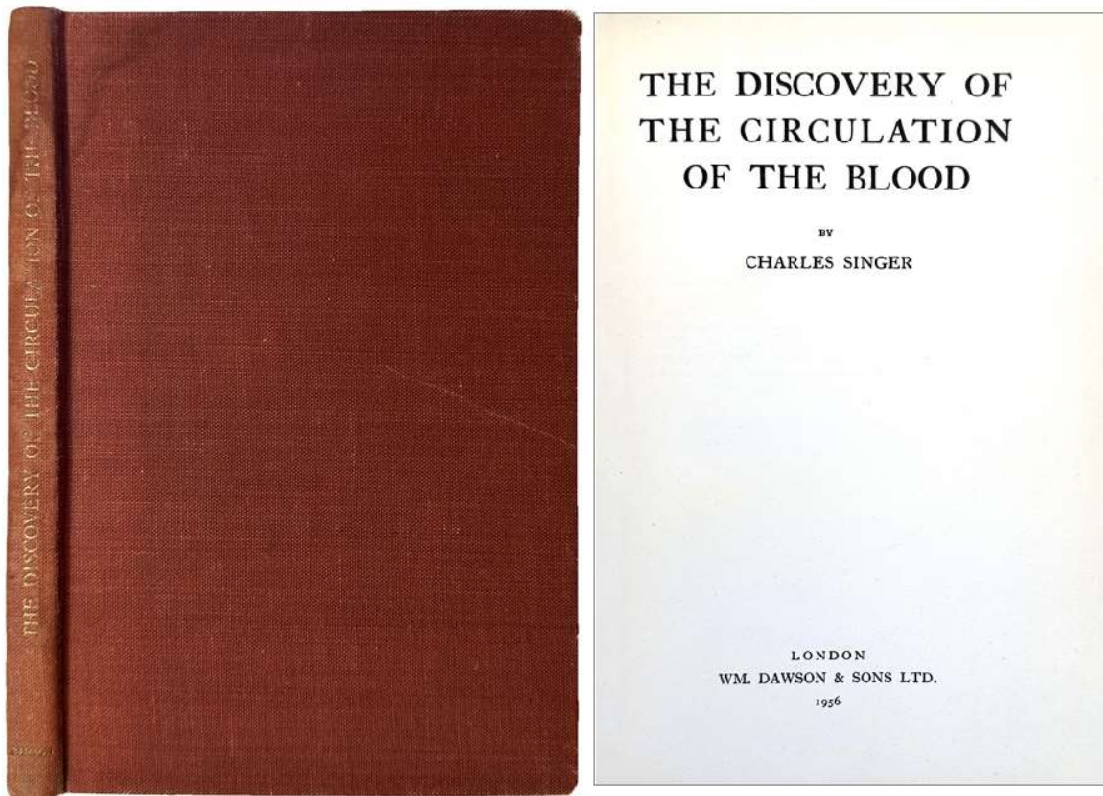 THE DISCOVERY OF THE CIRCULATION OF THE BLOOD
THE DISCOVERY OF
THE CIRCULATION
OF THE BLOOD
BY
CHARLES SINGER
LONDON
WM. DAWSON & SONS LTD.
1956